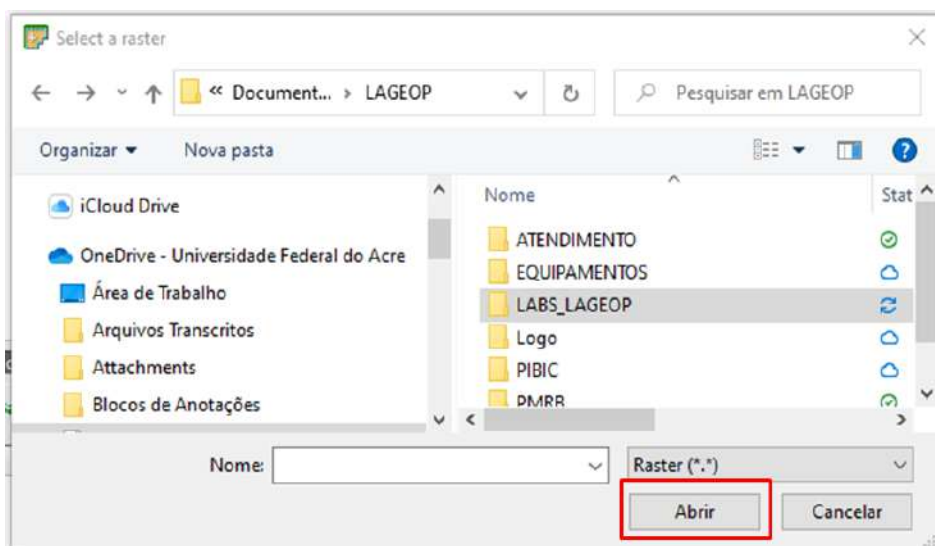 Select a raster
« Document... > LAGEOP
Pesquisar em LAGEOP
Organizar
Nova pasta
Nome
Stat
iCloud Drive
OneDrive - Universidade Federal do Acre
Área de Trabalho
Arquivos Transcritos
Attachments
Blocos de Anotações
ATENDIMENTO
EQUIPAMENTOS
LABS_LAGEOP
Logo
PIBIC
PMRB
Nome:
Raster (*.*)
Abrir
Cancelar